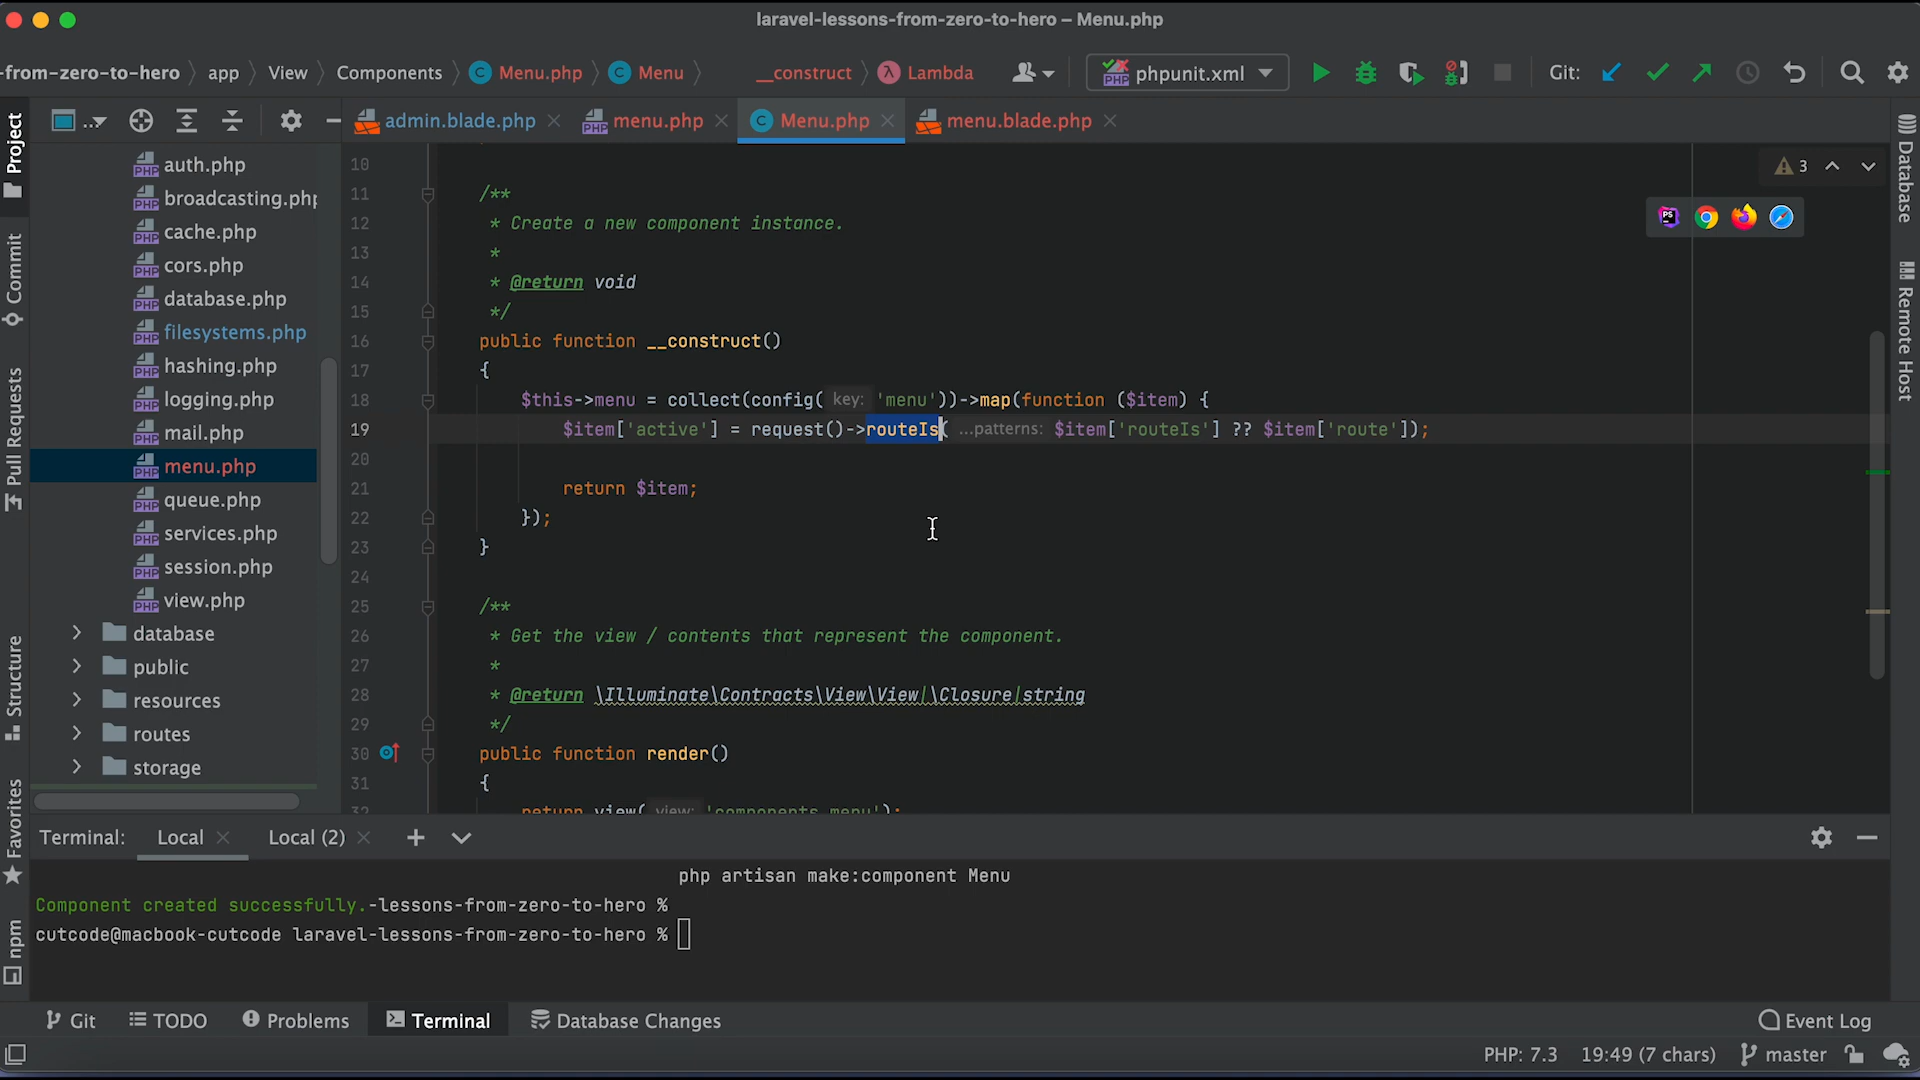 laravel-lessons-from-zero-to-hero – Menu.php
-from-zero-to-hero 〉 app 〉 View 〉 Components 〉 C Menu.php 〉 C Menu 〉 __construct 〉 λ Lambda
phpunit.xml
Git:
admin.blade.php
menu.php
C Menu.php
menu.blade.php
Project
Commit
Pull Requests
Structure
Favorites
npm
auth.php
broadcasting.php
cache.php
cors.php
database.php
filesystems.php
hashing.php
logging.php
mail.php
menu.php
queue.php
services.php
session.php
view.php
database
public
resources
routes
storage
3
10
11 /**
12 * Create a new component instance.
13 *
14 * @return void
15 */
16 public function __construct()
17 {
18 $this->menu = collect(config( key: 'menu'))->map(function ($item) {
19 $item['active'] = request()->routeIs( ...patterns: $item['routeIs'] ?? $item['route']);
20
21 return $item;
22 });
23 }
24
25 /**
26 * Get the view / contents that represent the component.
27 *
28 * @return \Illuminate\Contracts\View\View|\Closure|string
29 */
30 public function render()
31 {
32 return view( view: 'components.menu');
Database
Remote Host
Terminal: Local Local (2)
php artisan make:component Menu
Component created successfully.-lessons-from-zero-to-hero %
cutcode@macbook-cutcode laravel-lessons-from-zero-to-hero %
Git TODO Problems Terminal Database Changes Event Log
PHP: 7.3 19:49 (7 chars) master